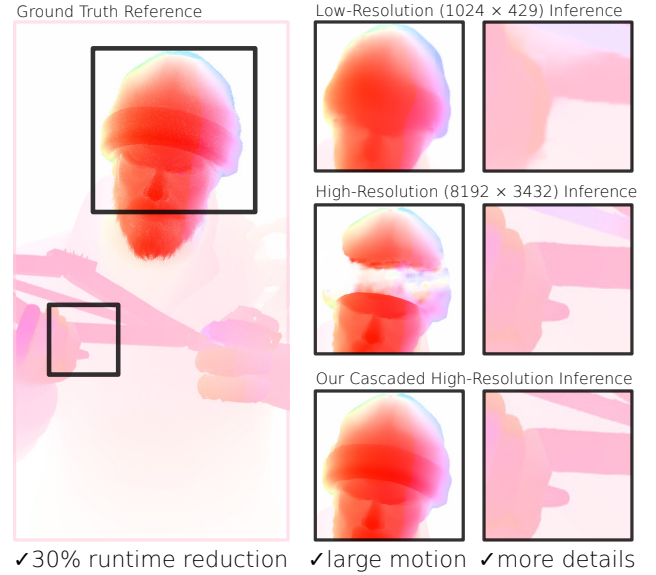 Ground Truth Reference
Low-Resolution (1024 × 429) Inference
High-Resolution (8192 × 3432) Inference
Our Cascaded High-Resolution Inference
✓30% runtime reduction
✓large motion
✓more details